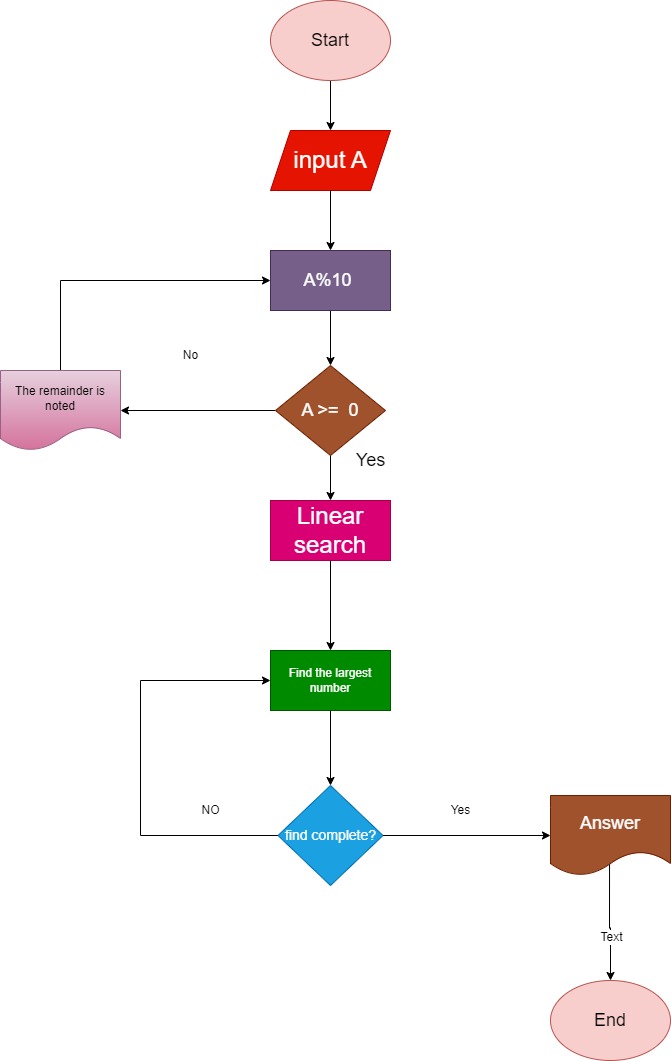 Start
input A
A%10
No
The remainder is
noted
A >=  0
Yes
Linear
search
Find the largest
number
NO
find complete?
Yes
Answer
Text
End